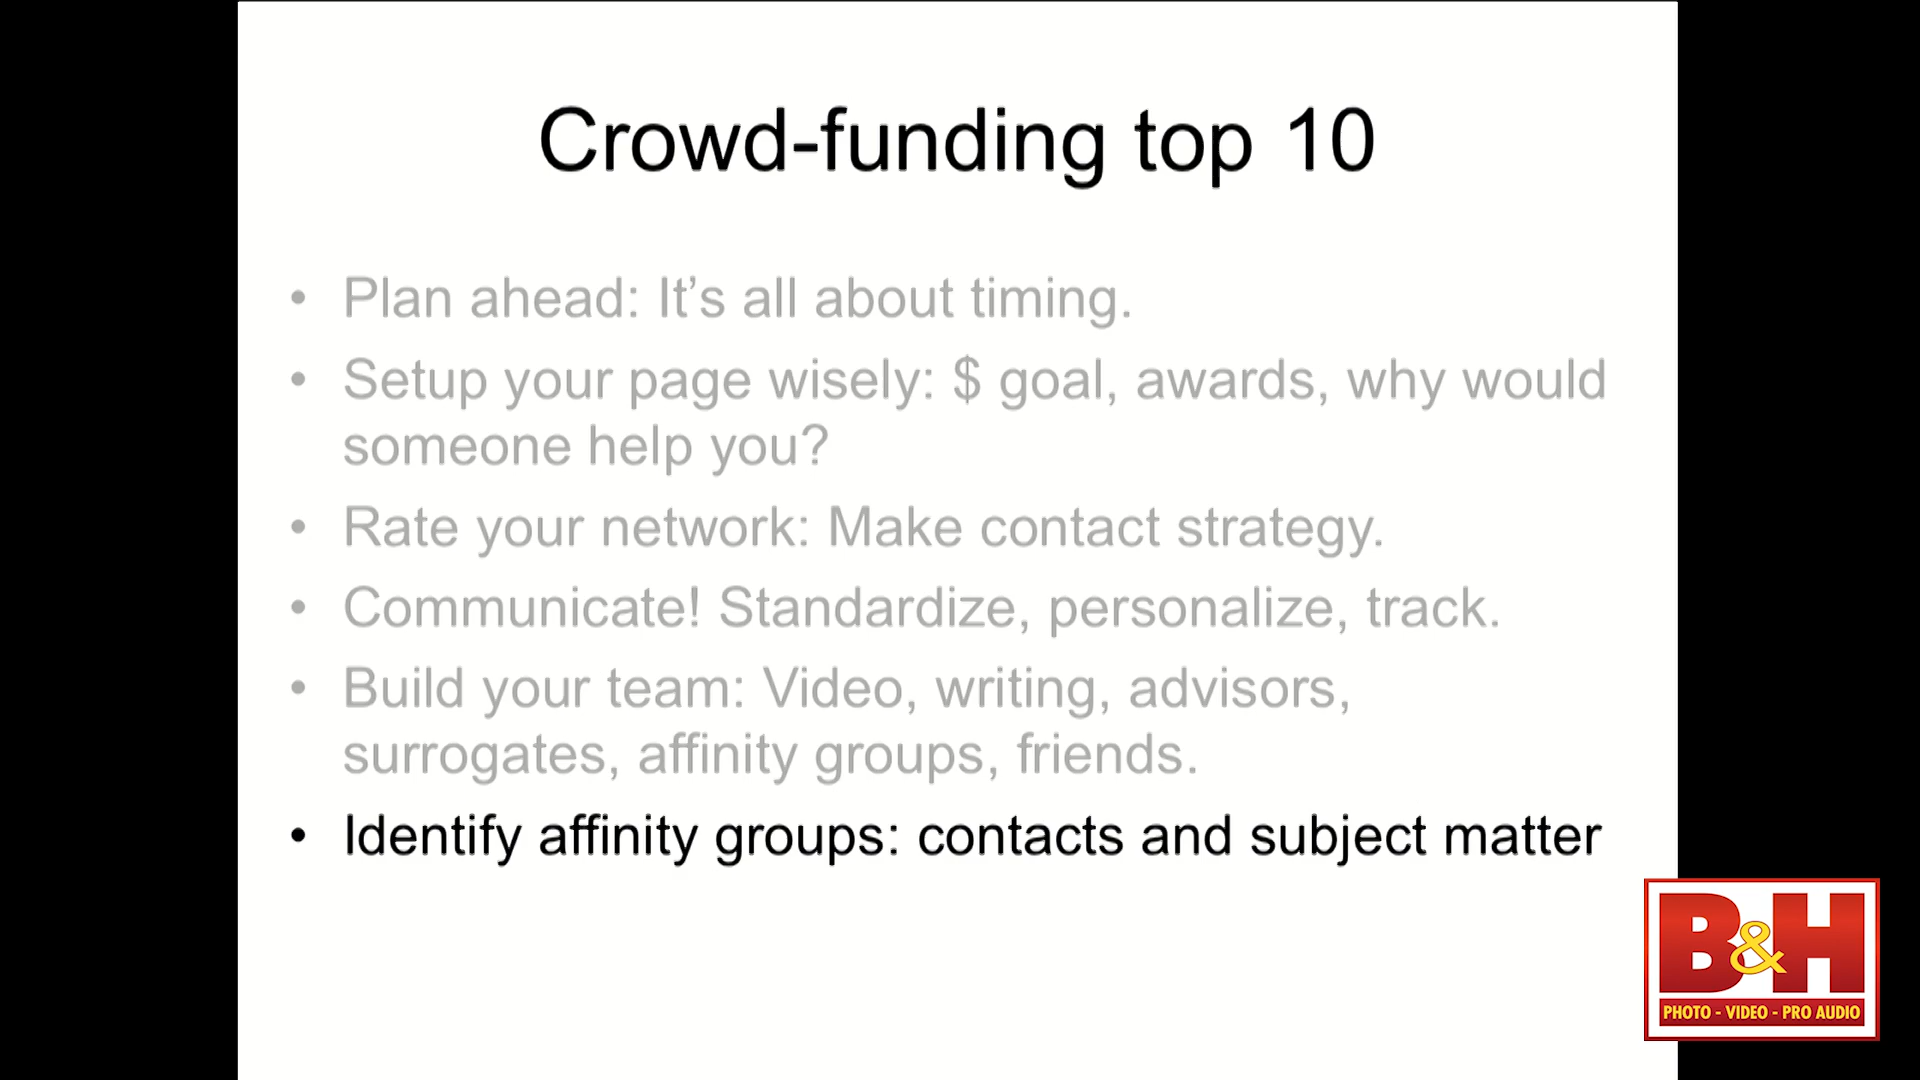 Crowd-funding top 10
• Plan ahead: It’s all about timing.
• Setup your page wisely: $ goal, awards, why would
someone help you?
• Rate your network: Make contact strategy.
• Communicate! Standardize, personalize, track.
• Build your team: Video, writing, advisors,
surrogates, affinity groups, friends.
• Identify affinity groups: contacts and subject matter
B&H
PHOTO - VIDEO - PRO AUDIO